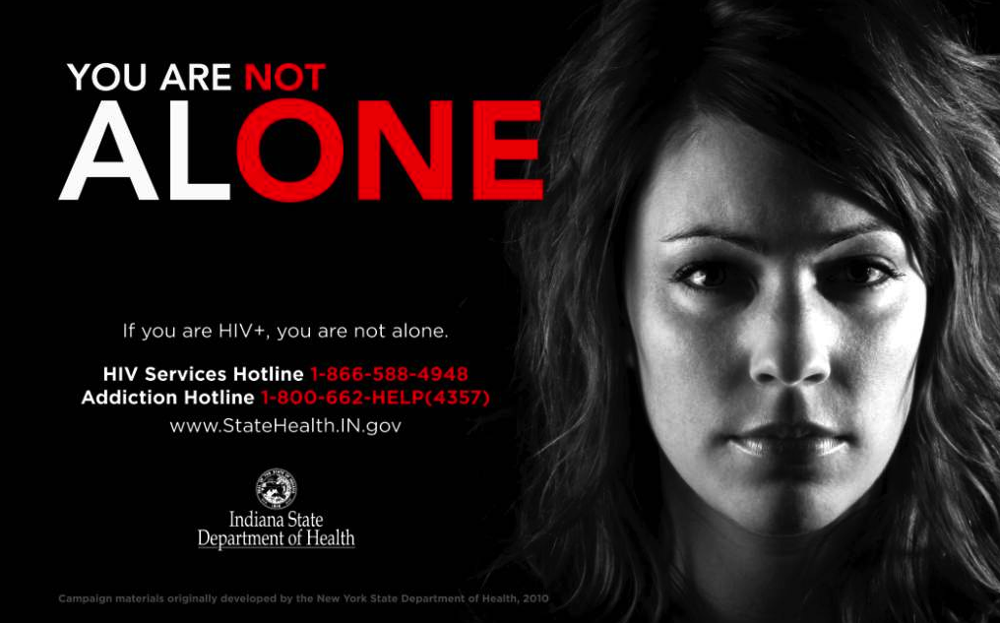 YOU ARE NOT
ALONE
If you are HIV+, you are not alone.
HIV Services Hotline 1-866-588-4948
Addiction Hotline 1-800-662-HELP(4357)
www.StateHealth.IN.gov
Indiana State
Department of Health
Campaign materials originally developed by the New York State Department of Health, 2010